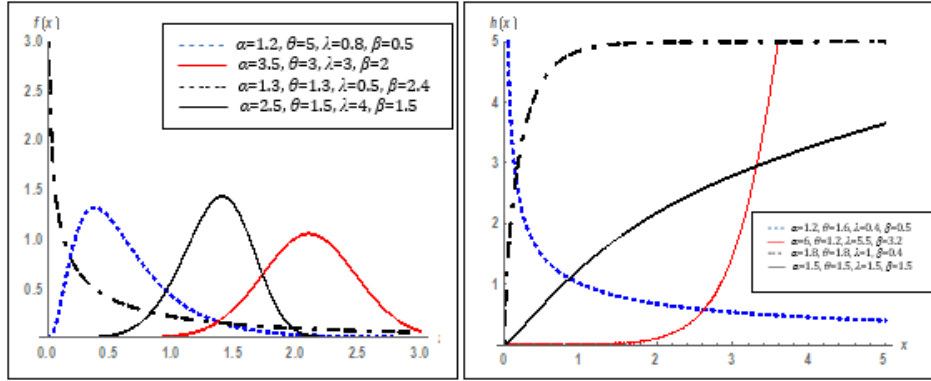 f(x)
3.0
2.5
2.0
1.5
1.0
0.5
0.0 0.5 1.0 1.5 2.0 2.5 3.0
α=1.2, θ=5, λ=0.8, β=0.5
α=3.5, θ=3, λ=3, β=2
α=1.3, θ=1.3, λ=0.5, β=2.4
α=2.5, θ=1.5, λ=4, β=1.5
h(x)
5
4
3
2
1
0 1 2 3 4 5 x
α=1.2, θ=1.6, λ=0.4, β=0.5
α=6, θ=1.2, λ=5.5, β=3.2
α=1.8, θ=1.8, λ=1, β=0.4
α=1.5, θ=1.5, λ=1.5, β=1.5